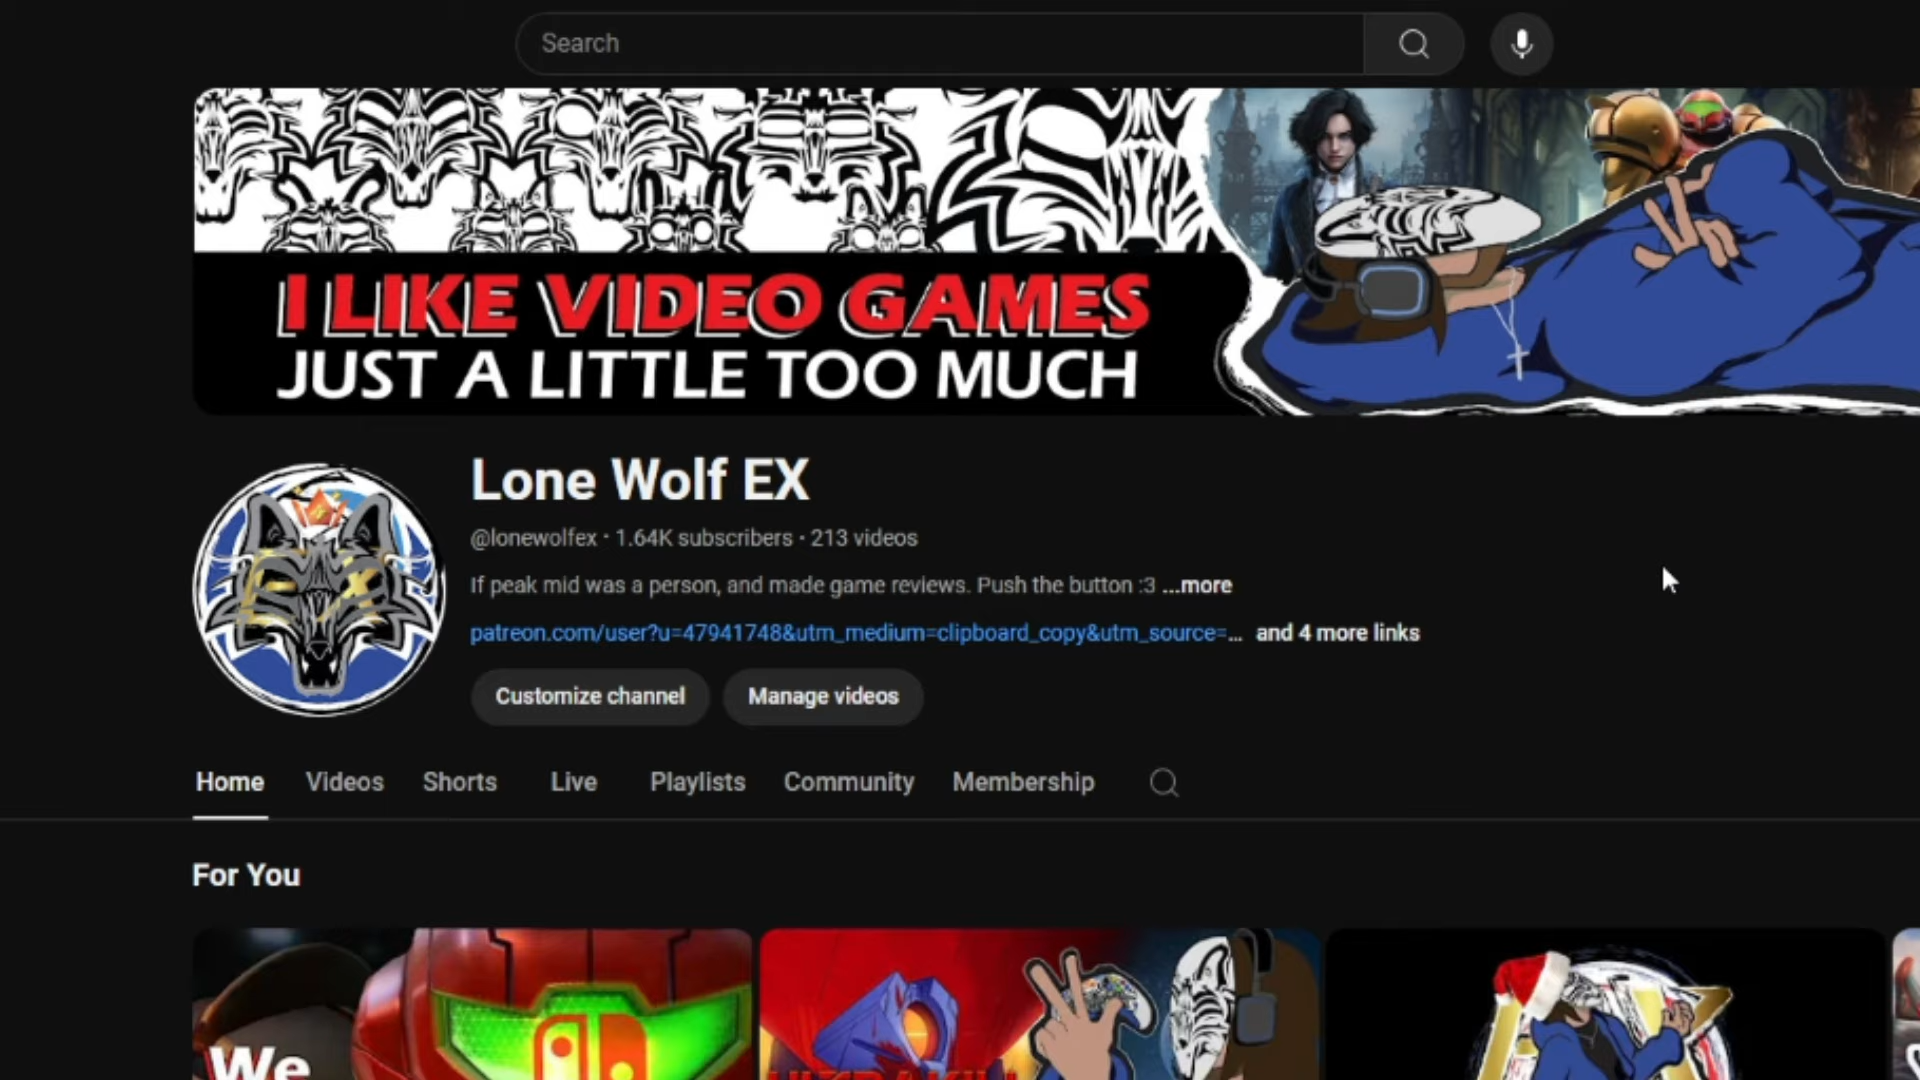 Search
I LIKE VIDEO GAMES
JUST A LITTLE TOO MUCH
Lone Wolf EX
@lonewolfex • 1.64K subscribers • 213 videos
If peak mid was a person, and made game reviews. Push the button :3 ...more
patreon.com/user?u=47941748&utm_medium=clipboard_copy&utm_source=... and 4 more links
Customize channel Manage videos
Home Videos Shorts Live Playlists Community Membership
For You
We